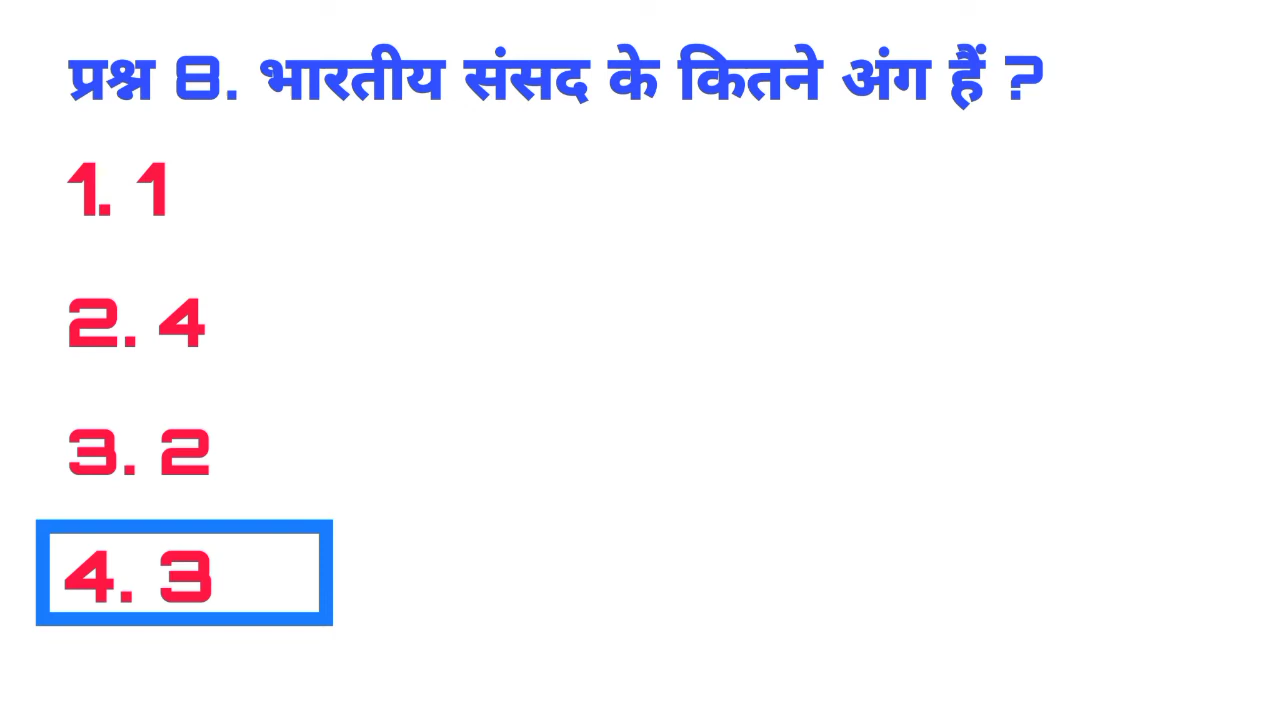 प्रश्न 8. भारतीय संसद के कितने अंग हैं ?
1. 1
2. 4
3. 2
4. 3